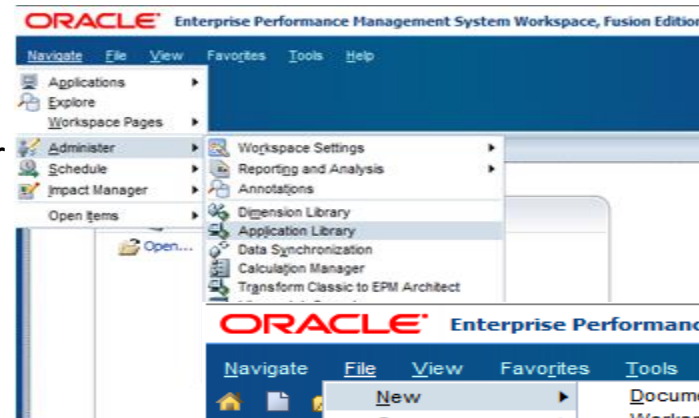 ORACLE Enterprise Performance Management System Workspace, Fusion Edition
Navigate File View Favorites Tools Help
Applications
Explore
Workspace Pages
Administer
Schedule
Impact Manager
Open Items
Workspace Settings
Reporting and Analysis
Annotations
Dimension Library
Application Library
Data Synchronization
Calculation Manager
Transform Classic to EPM Architect
Open...
ORACLE Enterprise Performanc
Navigate File View Favorites Tools
New
Docum